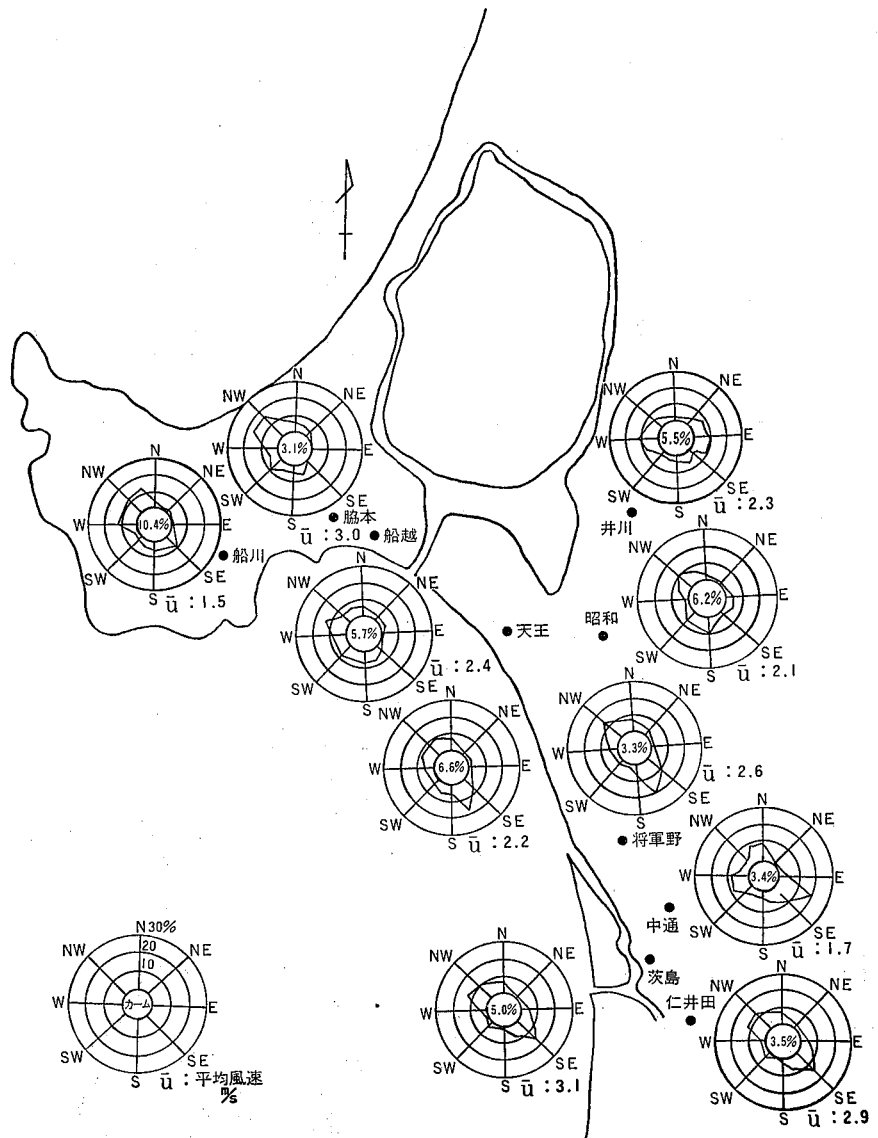 N
NW
NE
W
3.1%
E
SW
SE
S
ū:3.0
脇本
船越
N
NW
NE
W
10.4%
E
SW
SE
S
ū:1.5
船川
N
NW
NE
W
5.5%
E
SW
SE
S
ū:2.3
井川
N
NW
NE
W
5.7%
E
SW
SE
S
ū:2.4
天王
昭和
N
NW
NE
W
6.2%
E
SW
SE
S
ū:2.1
N
NW
NE
W
6.6%
E
SW
SE
S
ū:2.2
N
NW
NE
W
3.3%
E
SW
SE
S
ū:2.6
将軍野
N
NW
NE
W
3.4%
E
SW
SE
S
ū:1.7
中通
茨島
仁井田
N30%
20
10
NW
NE
W
カーム
E
SW
SE
S
ū:平均風速
m/s
N
NW
NE
W
5.0%
E
SW
SE
S
ū:3.1
N
NW
NE
W
3.5%
E
SW
SE
S
ū:2.9